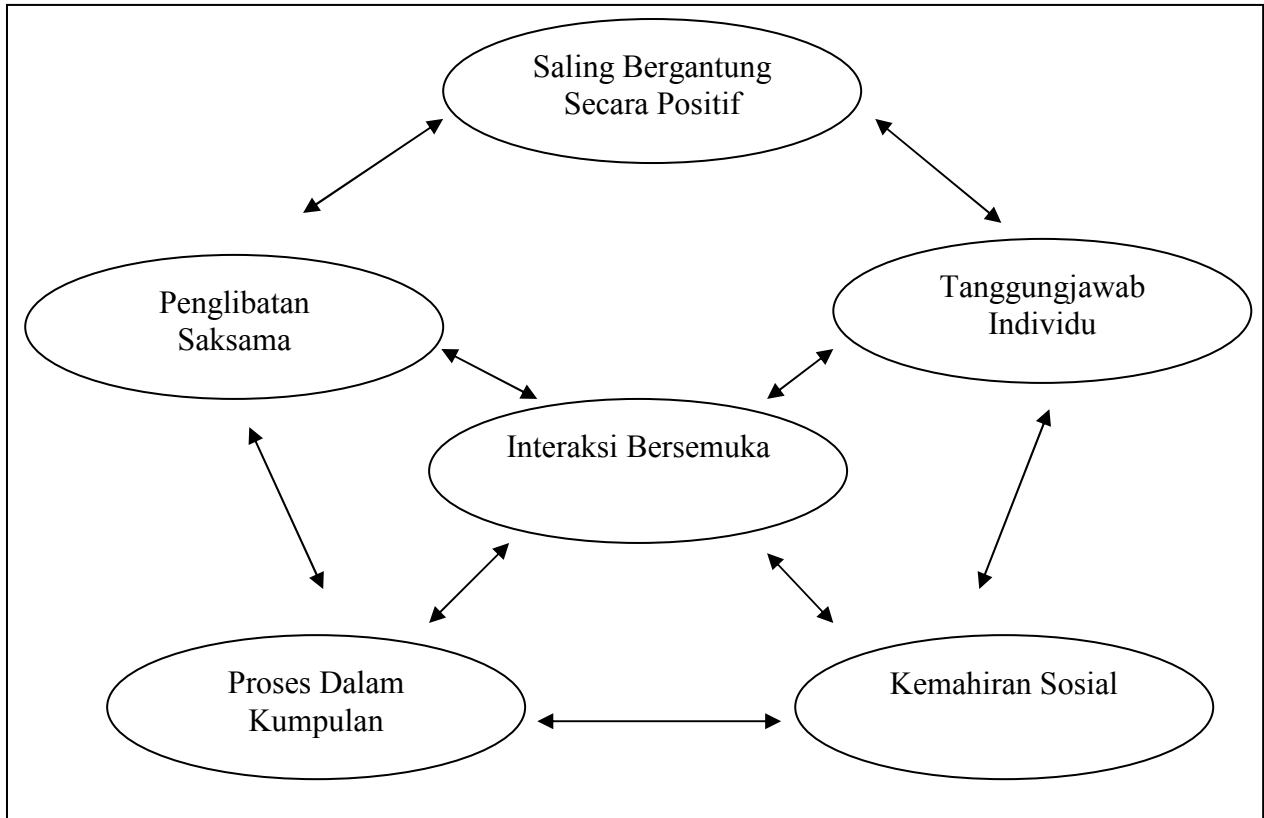 Saling Bergantung
Secara Positif
Penglibatan
Saksama
Tanggungjawab
Individu
Interaksi Bersemuka
Proses Dalam
Kumpulan
Kemahiran Sosial